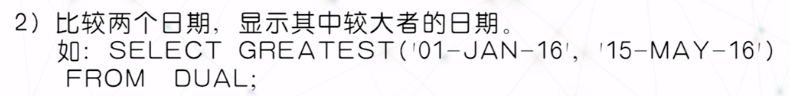 2）比较两个日期，显示其中较大者的日期。
如: SELECT GREATEST('01-JAN-16', '15-MAY-16')
FROM DUAL;